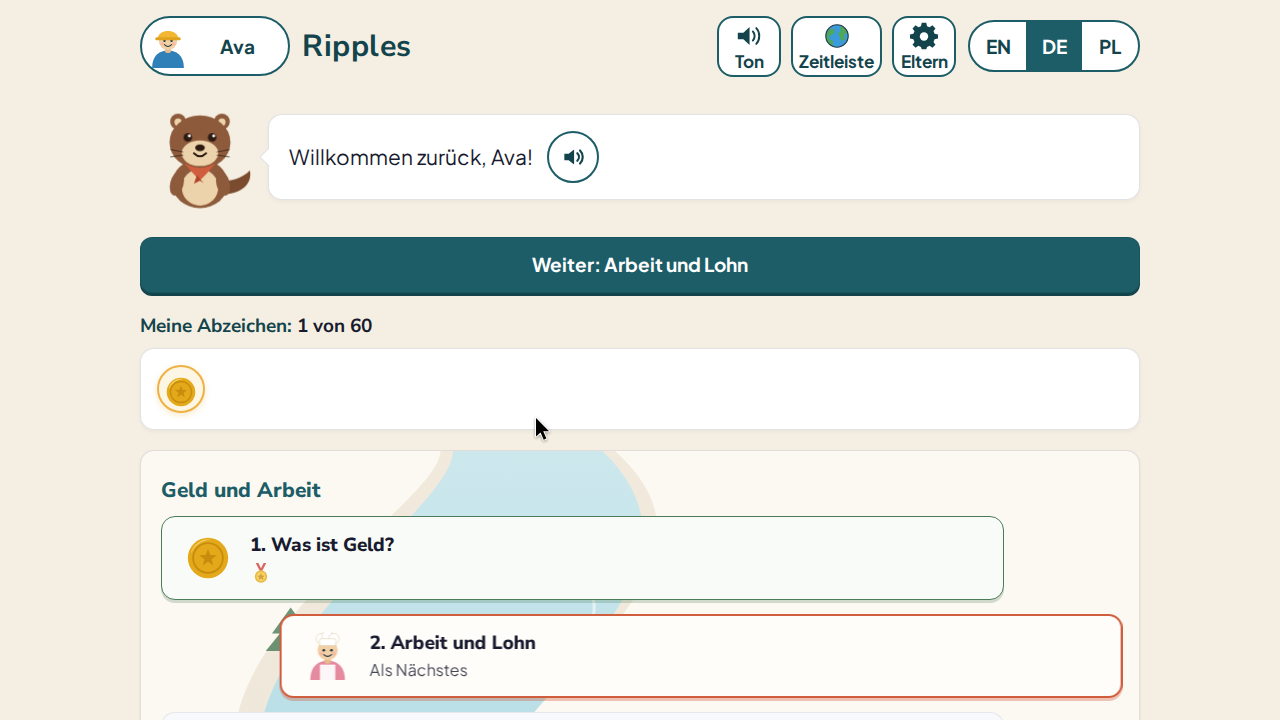 Ava
Ripples
Ton
Zeitleiste
Eltern
EN
DE
PL
Willkommen zurück, Ava!
Weiter: Arbeit und Lohn
Meine Abzeichen: 1 von 60
Geld und Arbeit
1. Was ist Geld?
2. Arbeit und Lohn
Als Nächstes